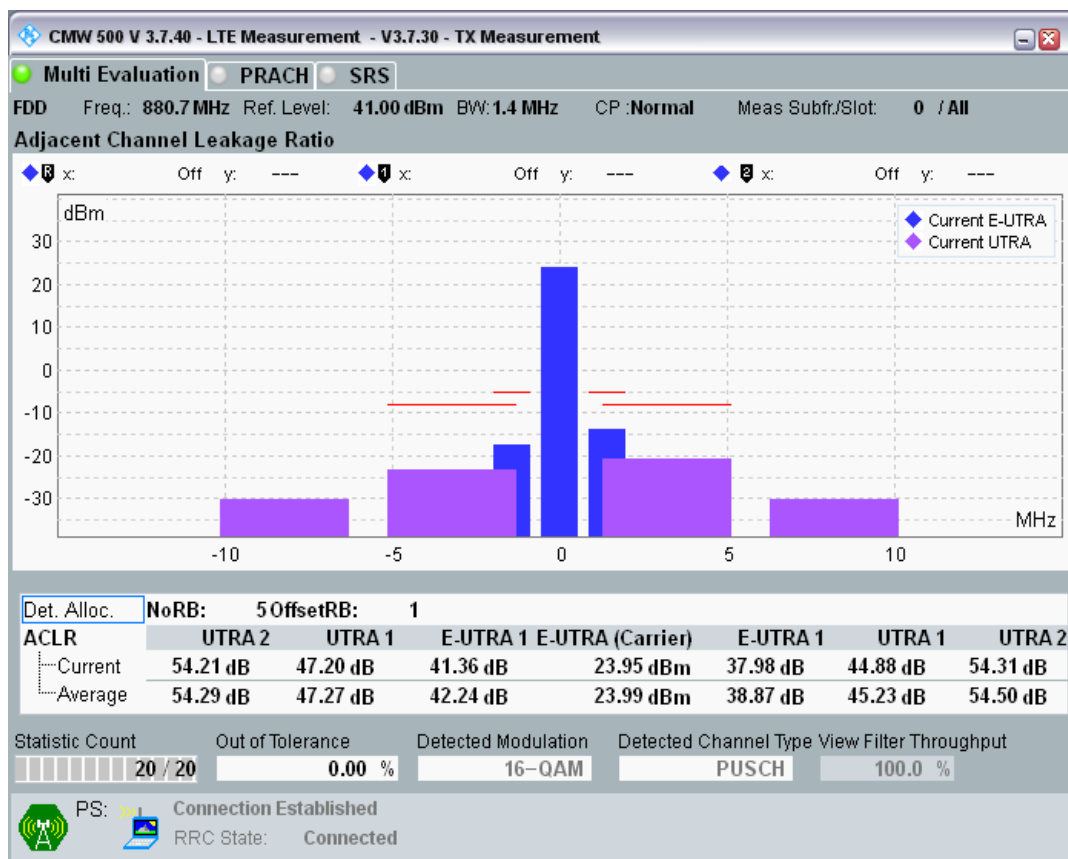 CMW 500 V 3.7.40 - LTE Measurement - V3.7.30 - TX Measurement
Multi Evaluation PRACH SRS
FDD Freq.: 880.7 MHz Ref. Level: 41.00 dBm BW: 1.4 MHz CP :Normal Meas Subfr./Slot: 0 / All
Adjacent Channel Leakage Ratio
R x: Off y: --- 1 x: Off y: --- 2 x: Off y: ---
dBm
Current E-UTRA
Current UTRA
30
20
10
0
-10
-20
-30
MHz
-10 -5 0 5 10
Det. Alloc. NoRB: 5 OffsetRB: 1
ACLR UTRA 2 UTRA 1 E-UTRA 1 E-UTRA (Carrier) E-UTRA 1 UTRA 1 UTRA 2
Current 54.21 dB 47.20 dB 41.36 dB 23.95 dBm 37.98 dB 44.88 dB 54.31 dB
Average 54.29 dB 47.27 dB 42.24 dB 23.99 dBm 38.87 dB 45.23 dB 54.50 dB
Statistic Count Out of Tolerance Detected Modulation Detected Channel Type View Filter Throughput
20 / 20 0.00 % 16-QAM PUSCH 100.0 %
PS: Connection Established
RRC State: Connected